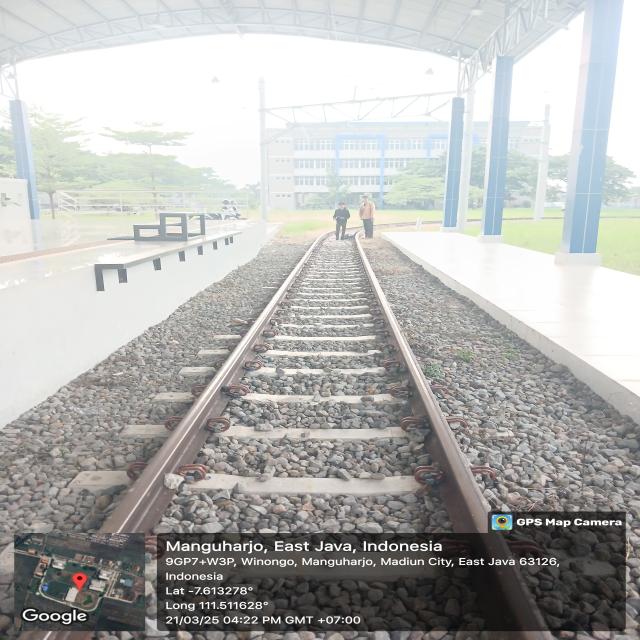 GPS Map Camera
Manguharjo, East Java, Indonesia
9GP7+W3P, Winongo, Manguharjo, Madiun City, East Java 63126,
Indonesia
Lat -7.613278°
Long 111.511628°
21/03/25 04:22 PM GMT +07:00
Google